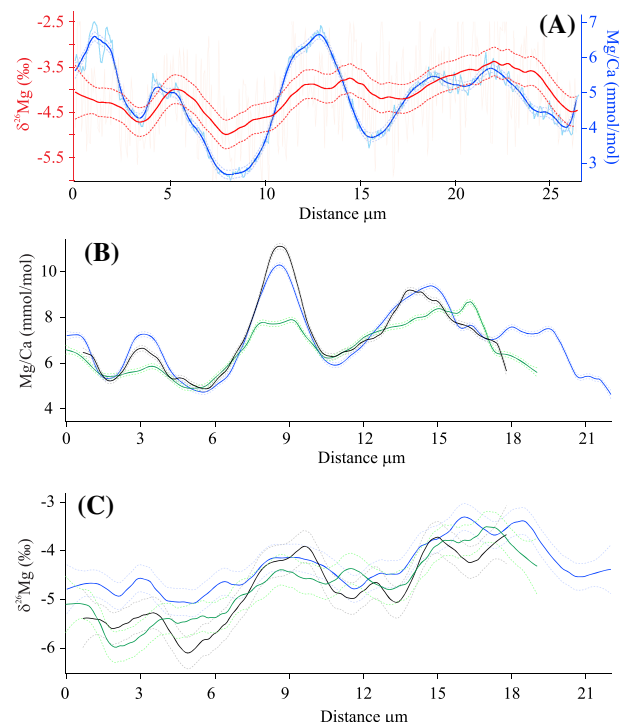 (A)
-2.5
-3.5
-4.5
-5.5
δ26Mg (‰)
7
6
5
4
3
Mg/Ca (mmol/mol)
0 5 10 15 20 25
Distance μm
(B)
10
8
6
4
Mg/Ca (mmol/mol)
0 3 6 9 12 15 18 21
Distance μm
(C)
-3
-4
-5
-6
δ26Mg (‰)
0 3 6 9 12 15 18 21
Distance μm